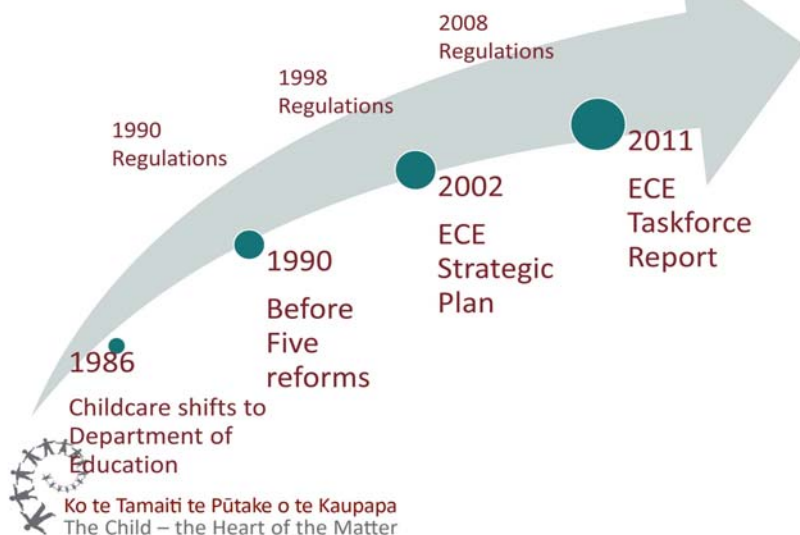 2008
Regulations
1998
Regulations
1990
Regulations
2011
ECE
Taskforce
Report
2002
ECE
Strategic
Plan
1990
Before
Five
reforms
1986
Childcare shifts to
Department of
Education
Ko te Tamaiti te Pūtake o te Kaupapa
The Child – the Heart of the Matter